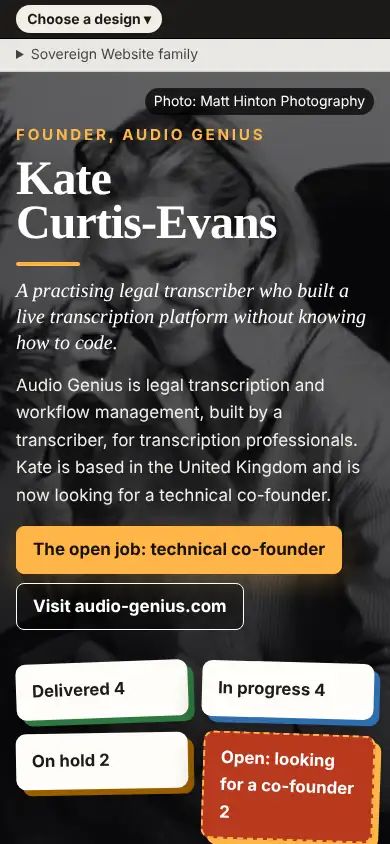 Choose a design ▾
▶ Sovereign Website family
Photo: Matt Hinton Photography
FOUNDER, AUDIO GENIUS
Kate
Curtis-Evans
A practising legal transcriber who built a
live transcription platform without knowing
how to code.
Audio Genius is legal transcription and
workflow management, built by a
transcriber, for transcription professionals.
Kate is based in the United Kingdom and is
now looking for a technical co-founder.
The open job: technical co-founder
Visit audio-genius.com
Delivered 4
In progress 4
On hold 2
Open: looking
for a co-founder
2